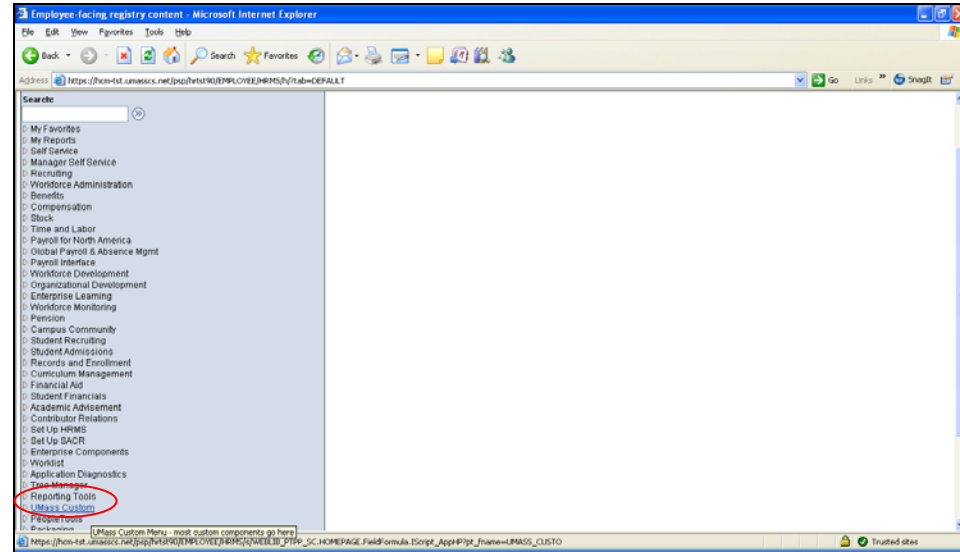 Employee-facing registry content - Microsoft Internet Explorer
File Edit View Favorites Tools Help
Back Search Favorites
Address https://hcm-tst.umasscs.net/psp/hrtst90/EMPLOYEE/HRMS/h/?tab=DEFAULT Go Links » SnagIt
Search:
My Favorites
My Reports
Self Service
Manager Self Service
Recruiting
Workforce Administration
Benefits
Compensation
Stock
Time and Labor
Payroll for North America
Global Payroll & Absence Mgmt
Payroll Interface
Workforce Development
Organizational Development
Enterprise Learning
Workforce Monitoring
Pension
Campus Community
Student Recruiting
Student Admissions
Records and Enrollment
Curriculum Management
Financial Aid
Student Financials
Academic Advisement
Contributor Relations
Set Up HRMS
Set Up SACR
Enterprise Components
Worklist
Application Diagnostics
Tree Manager
Reporting Tools
UMass Custom
PeopleTools
Packaging
UMass Custom Menu - most custom components go here
https://hcm-tst.umasscs.net/psp/hrtst90/EMPLOYEE/HRMS/s/WEBLIB_PTPP_SC.HOMEPAGE.FieldFormula.IScript_AppHP?pt_fname=UMASS_CUSTO Trusted sites